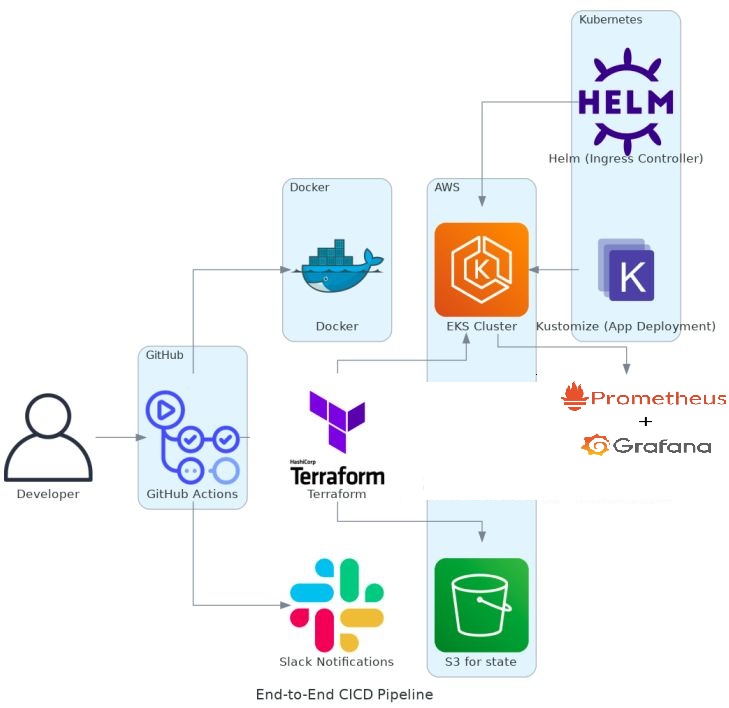 Kubernetes
HELM
Helm (Ingress Controller)
Docker
AWS
K
K
Docker
EKS Cluster
Kustomize (App Deployment)
GitHub
Prometheus
+
Grafana
HashiCorp
Terraform
Developer
GitHub Actions
Terraform
Slack Notifications
S3 for state
End-to-End CICD Pipeline